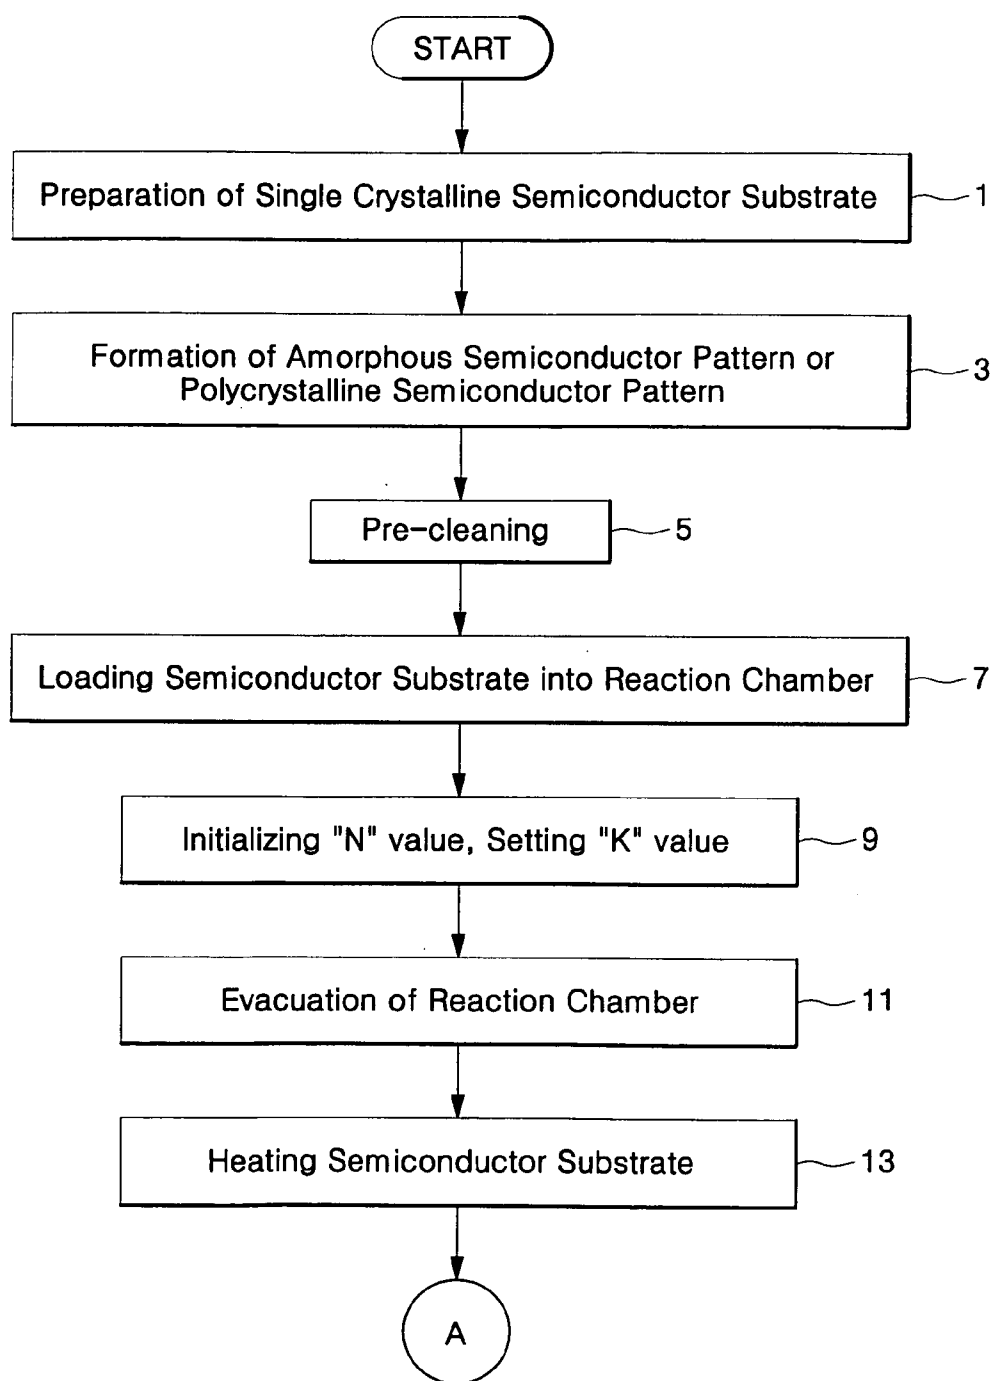 START
Preparation of Single Crystalline Semiconductor Substrate
1
Formation of Amorphous Semiconductor Pattern or
Polycrystalline Semiconductor Pattern
3
Pre-cleaning
5
Loading Semiconductor Substrate into Reaction Chamber
7
Initializing "N" value, Setting "K" value
9
Evacuation of Reaction Chamber
11
Heating Semiconductor Substrate
13
A